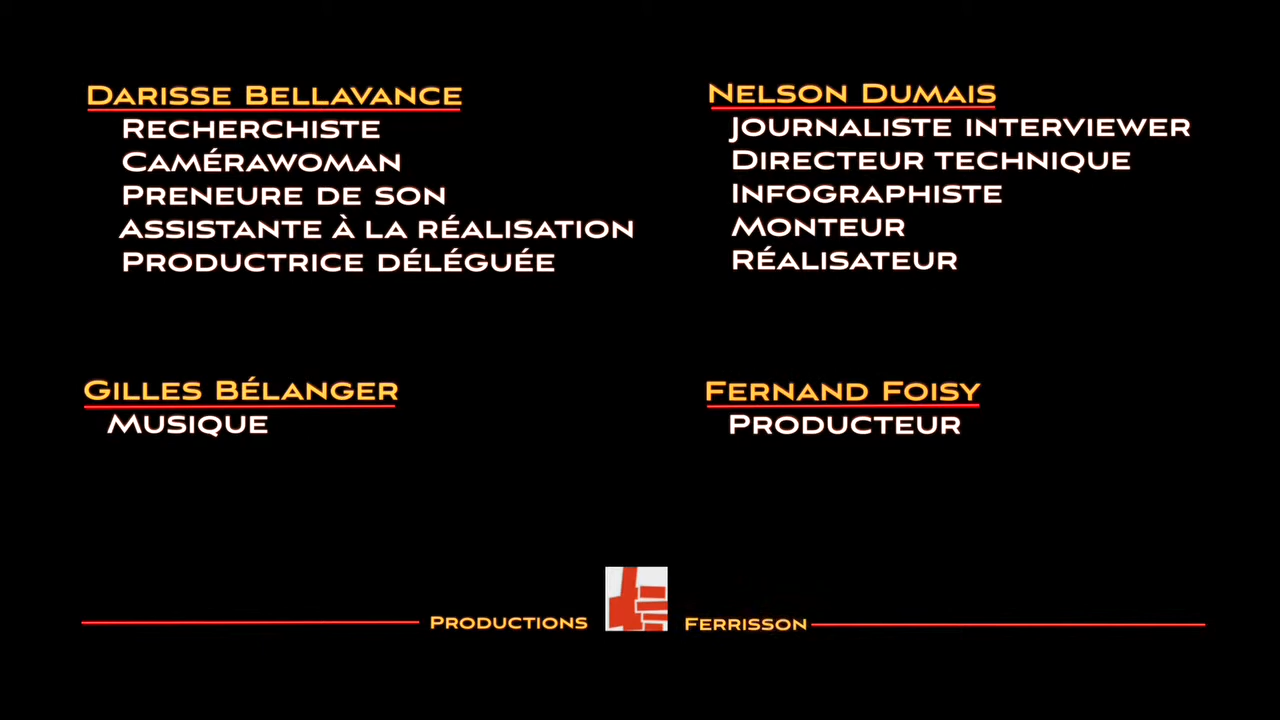 Darisse Bellavance
Recherchiste
Camérawoman
Preneure de son
Assistante à la réalisation
Productrice déléguée
Nelson Dumais
Journaliste interviewer
Directeur technique
Infographiste
Monteur
Réalisateur
Gilles Bélanger
Musique
Fernand Foisy
Producteur
Productions Ferrisson